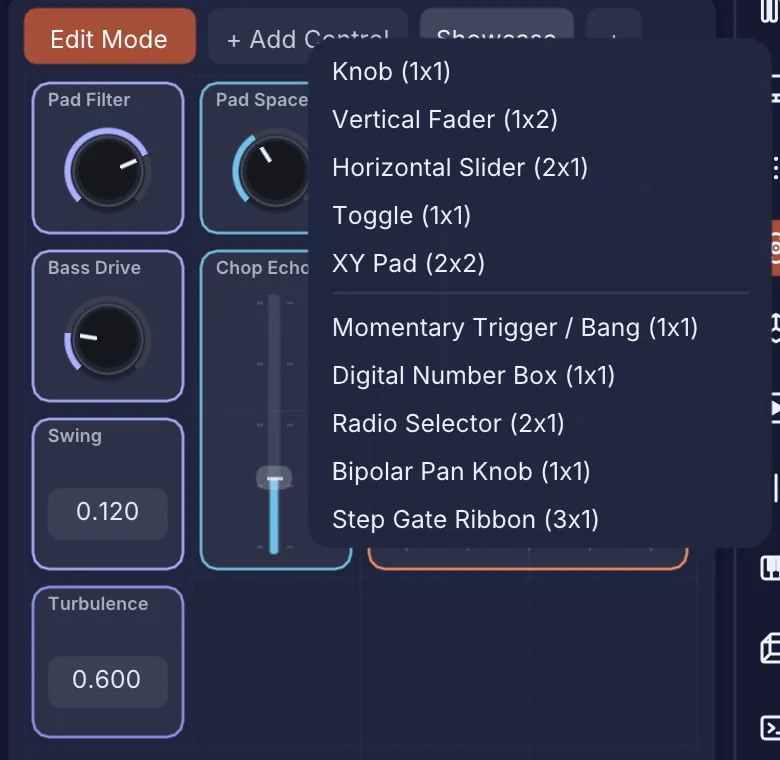 Edit Mode
+ Add Control
Showcase
Pad Filter
Pad Space
Knob (1x1)
Vertical Fader (1x2)
Horizontal Slider (2x1)
Toggle (1x1)
XY Pad (2x2)
Momentary Trigger / Bang (1x1)
Digital Number Box (1x1)
Radio Selector (2x1)
Bipolar Pan Knob (1x1)
Step Gate Ribbon (3x1)
Bass Drive
Chop Echo
Swing
0.120
Turbulence
0.600